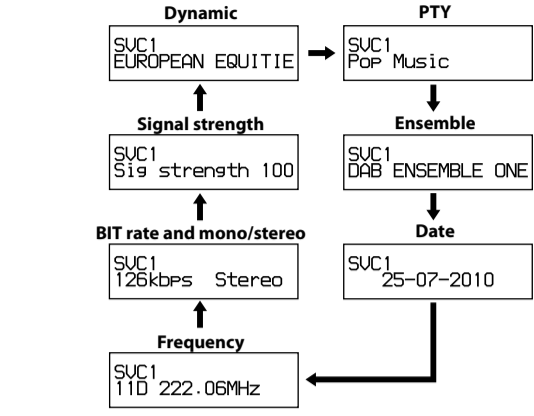 Dynamic
SVC1
EUROPEAN EQUITIE
PTY
SVC1
Pop Music
Signal strength
SVC1
Sig strength 100
Ensemble
SVC1
DAB ENSEMBLE ONE
BIT rate and mono/stereo
SVC1
126kbps Stereo
Date
SVC1
25-07-2010
Frequency
SVC1
11D 222.06MHz